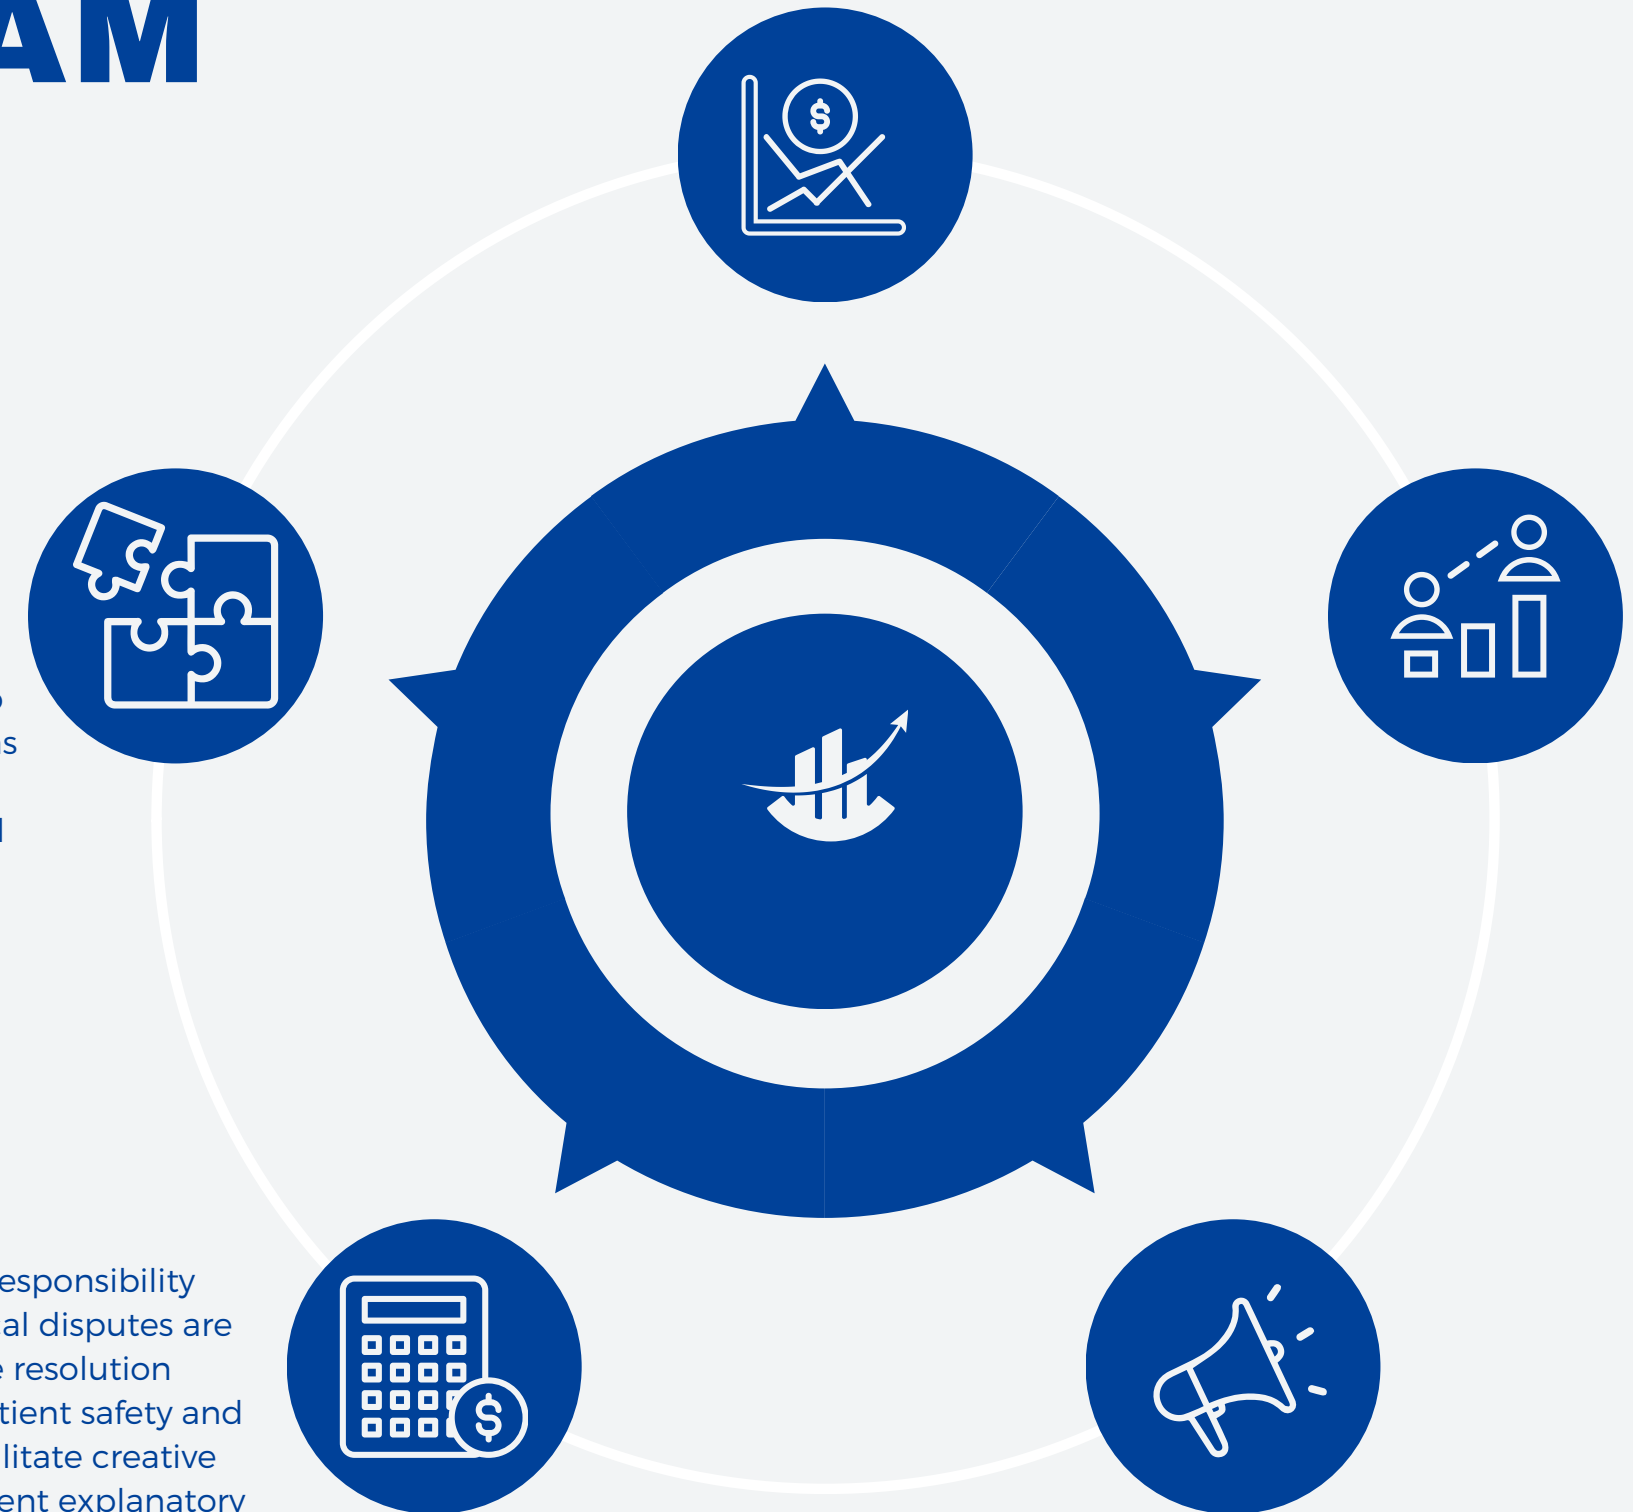 AM
s
esponsibility
al disputes are
e resolution
tient safety and
litate creative
ent explanatory